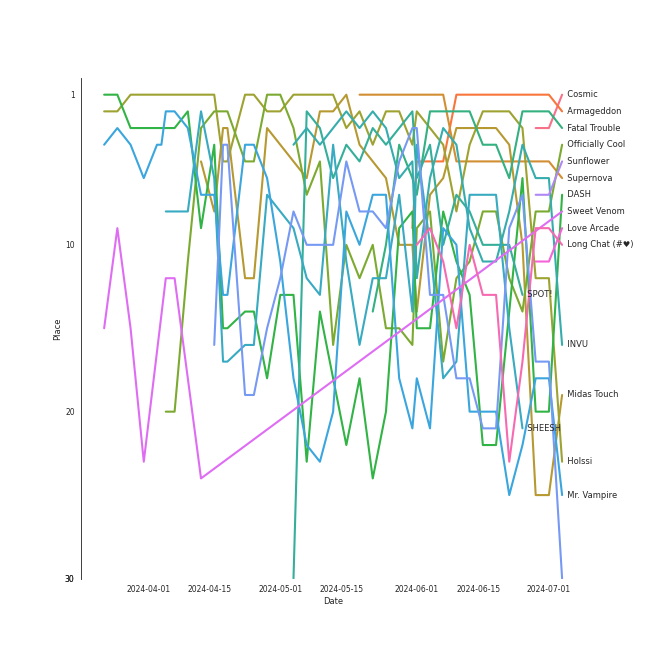 1
Cosmic
Armageddon
Fatal Trouble
Officially Cool
Sunflower
Supernova
DASH
Sweet Venom
Love Arcade
10
Long Chat (#♥)
SPOT!
Place
INVU
Midas Touch
20
SHEESH
Holssi
Mr. Vampire
30
2024-04-01
2024-04-15
2024-05-01
2024-05-15
2024-06-01
2024-06-15
2024-07-01
Date